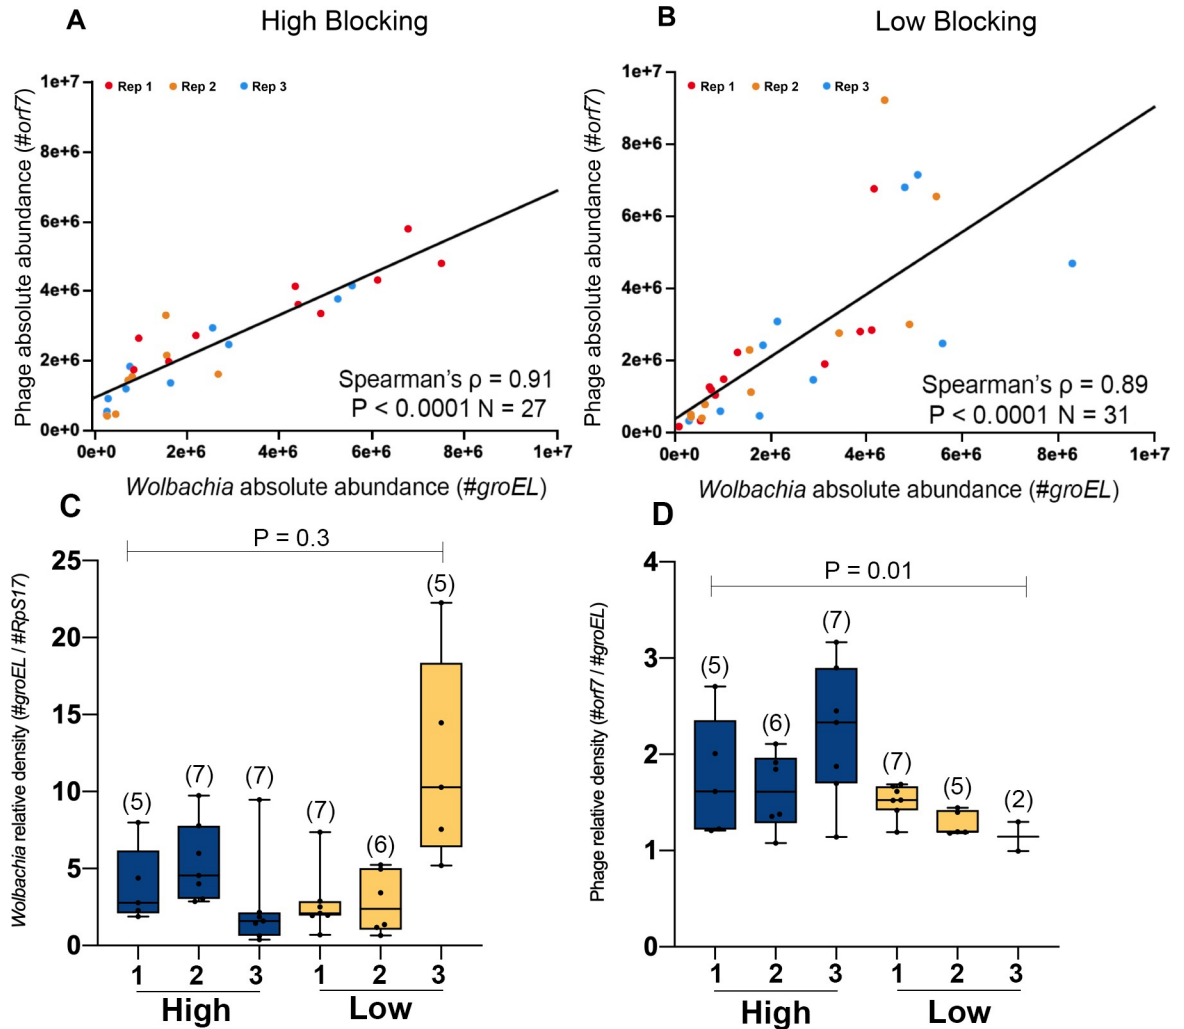 A
High Blocking
Rep 1 Rep 2 Rep 3
Phage absolute abundance (#orf7)
1e+7
8e+6
6e+6
4e+6
2e+6
0e+0
Spearman's ρ = 0.91
P < 0.0001 N = 27
0e+0 2e+6 4e+6 6e+6 8e+6 1e+7
Wolbachia absolute abundance (#groEL)
B
Low Blocking
Rep 1 Rep 2 Rep 3
Phage absolute abundance (#orf7)
1e+7
8e+6
6e+6
4e+6
2e+6
0e+0
Spearman's ρ = 0.89
P < 0.0001 N = 31
0e+0 2e+6 4e+6 6e+6 8e+6 1e+7
Wolbachia absolute abundance (#groEL)
C
P = 0.3
Wolbachia relative density (#groEL / #RpS17)
25
20
15
10
5
0
(5) (7) (7) (7) (6) (5)
1 2 3 1 2 3
High Low
D
P = 0.01
Phage relative density (#orf7 / #groEL)
4
3
2
1
0
(5) (6) (7) (7) (5) (2)
1 2 3 1 2 3
High Low